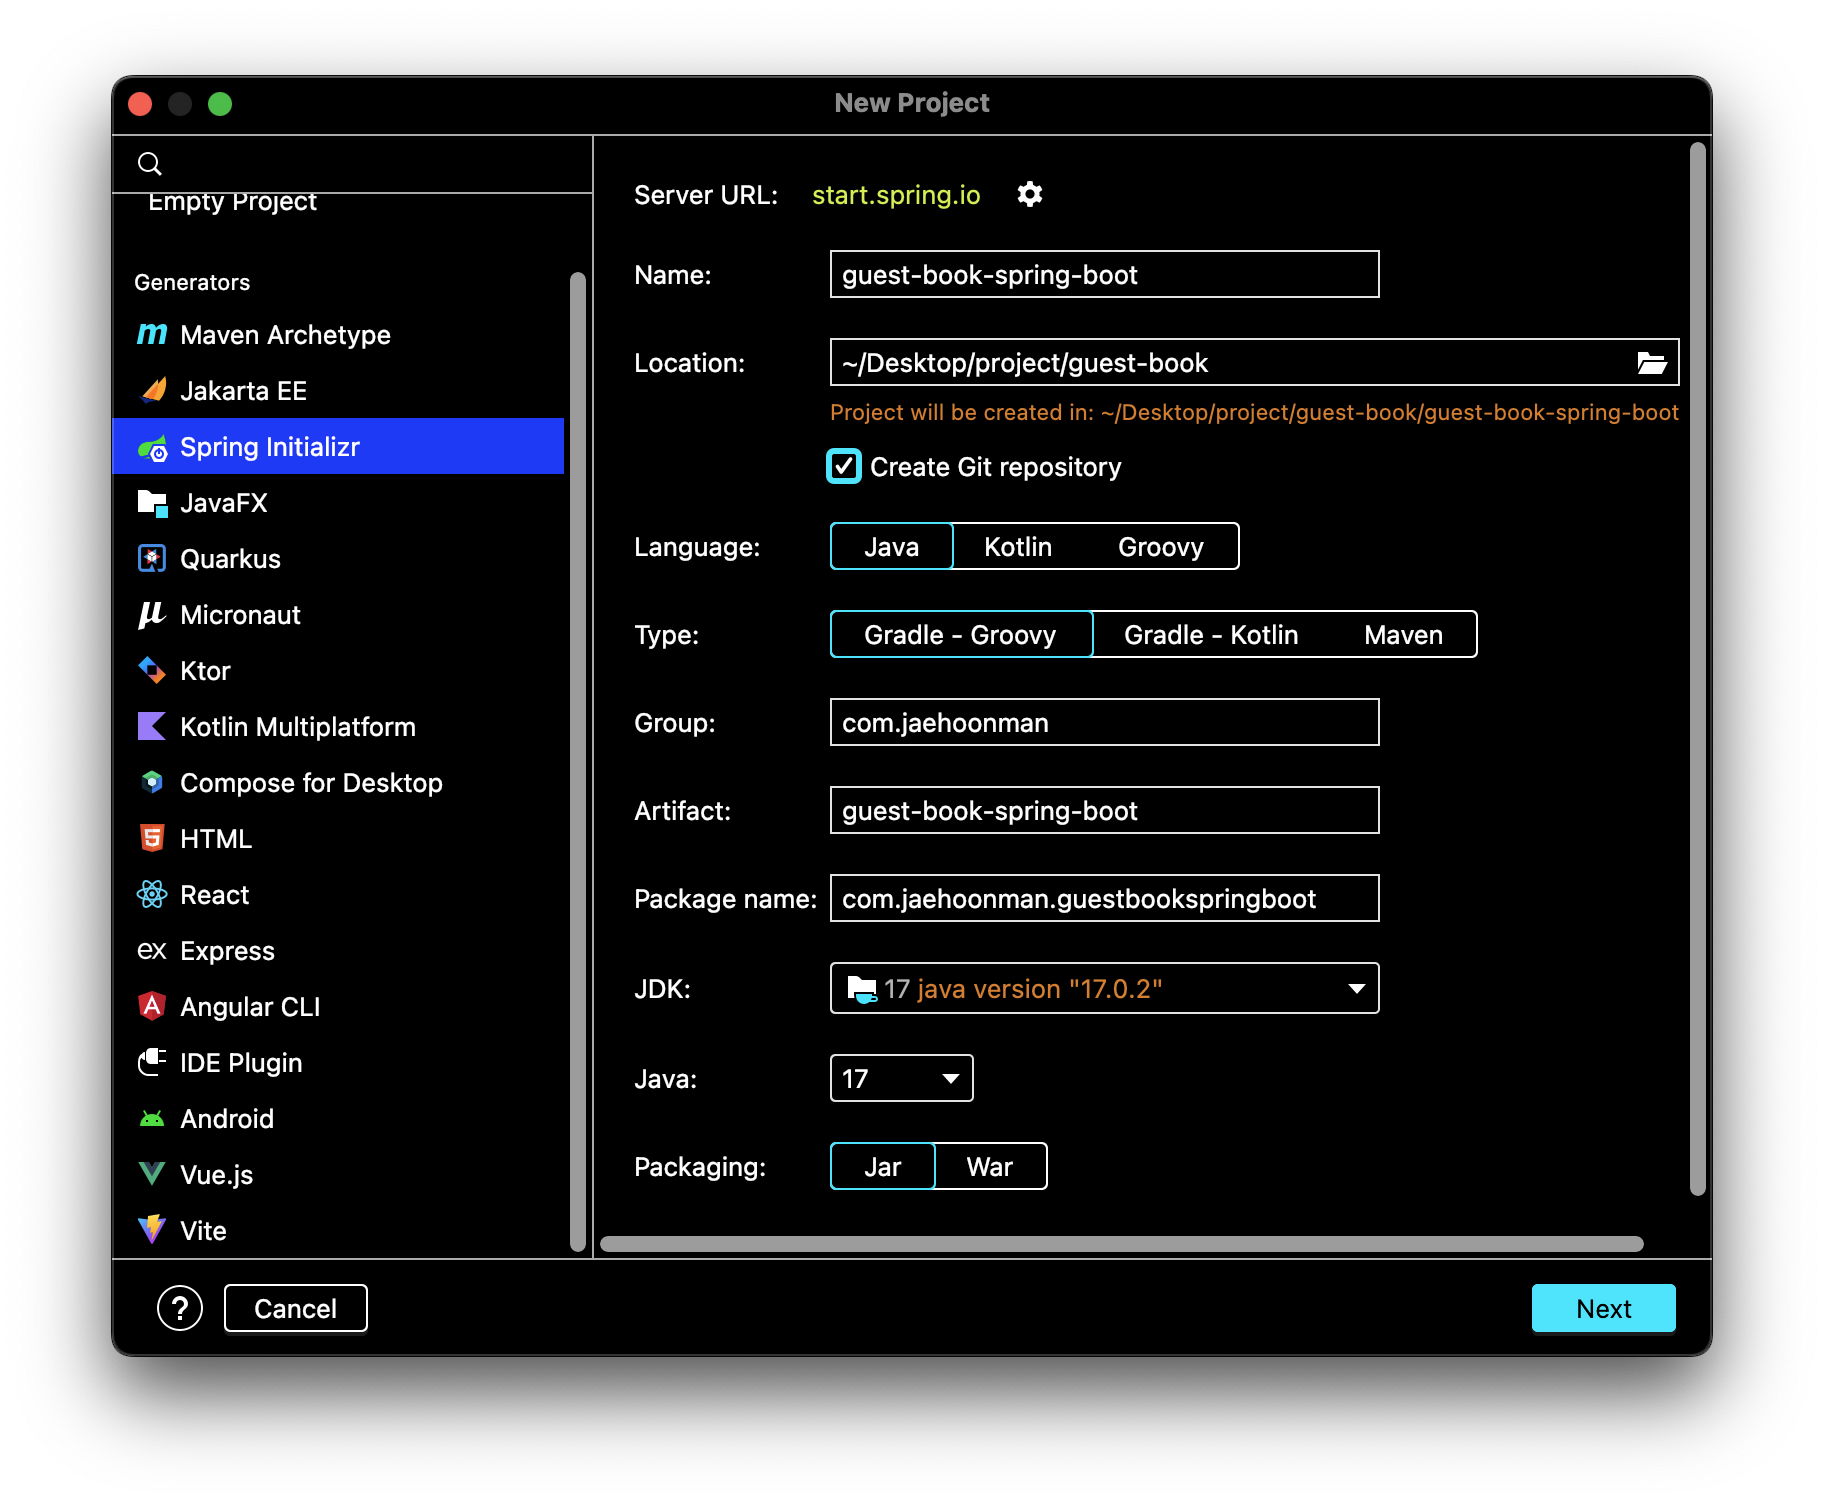 New Project
Empty Project
Generators
Maven Archetype
Jakarta EE
Spring Initializr
JavaFX
Quarkus
Micronaut
Ktor
Kotlin Multiplatform
Compose for Desktop
HTML
React
ex Express
Angular CLI
IDE Plugin
Android
Vue.js
Vite
Server URL: start.spring.io
Name: guest-book-spring-boot
Location: ~/Desktop/project/guest-book
Project will be created in: ~/Desktop/project/guest-book/guest-book-spring-boot
Create Git repository
Language: Java Kotlin Groovy
Type: Gradle - Groovy Gradle - Kotlin Maven
Group: com.jaehoonman
Artifact: guest-book-spring-boot
Package name: com.jaehoonman.guestbookspringboot
JDK: 17 java version "17.0.2"
Java: 17
Packaging: Jar War
? Cancel Next